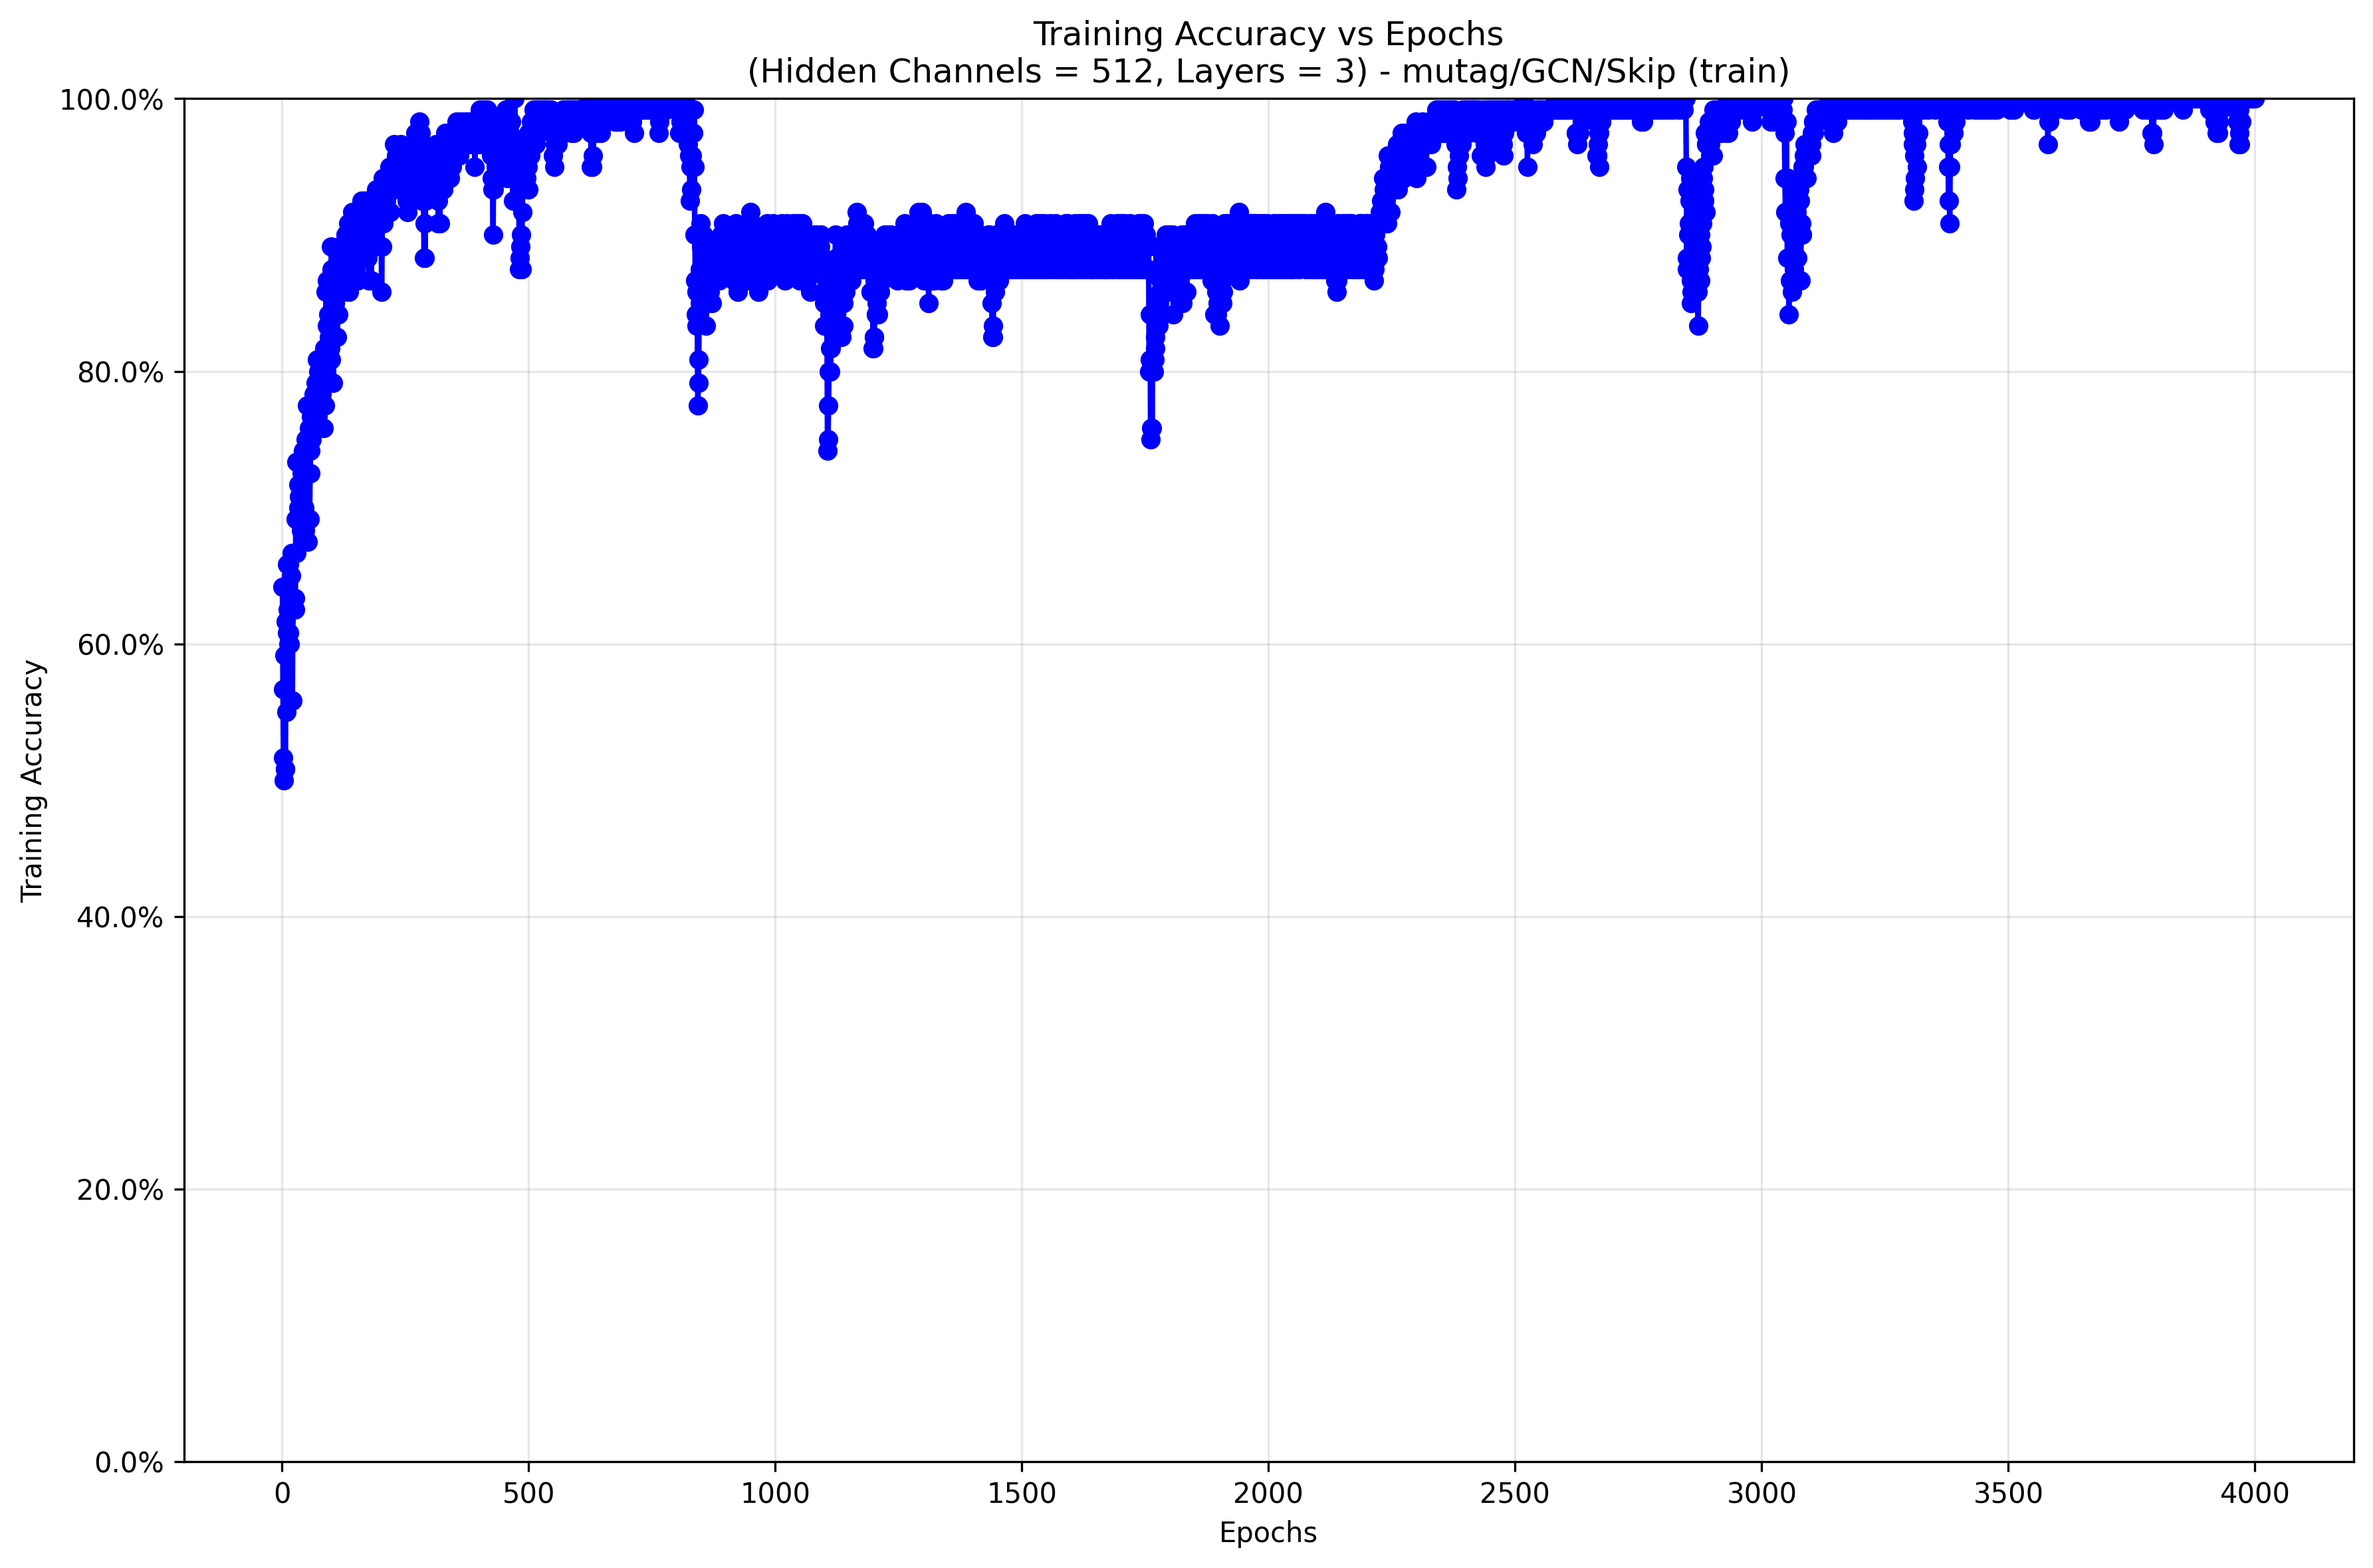 Training Accuracy vs Epochs
(Hidden Channels = 512, Layers = 3) - mutag/GCN/Skip (train)
100.0%
80.0%
60.0%
40.0%
20.0%
0.0%
Training Accuracy
0 500 1000 1500 2000 2500 3000 3500 4000
Epochs